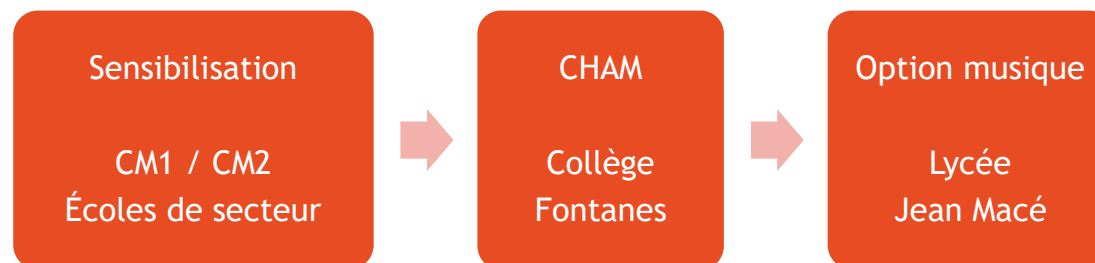 Sensibilisation
CM1 / CM2
Écoles de secteur
CHAM
Collège
Fontanes
Option musique
Lycée
Jean Macé